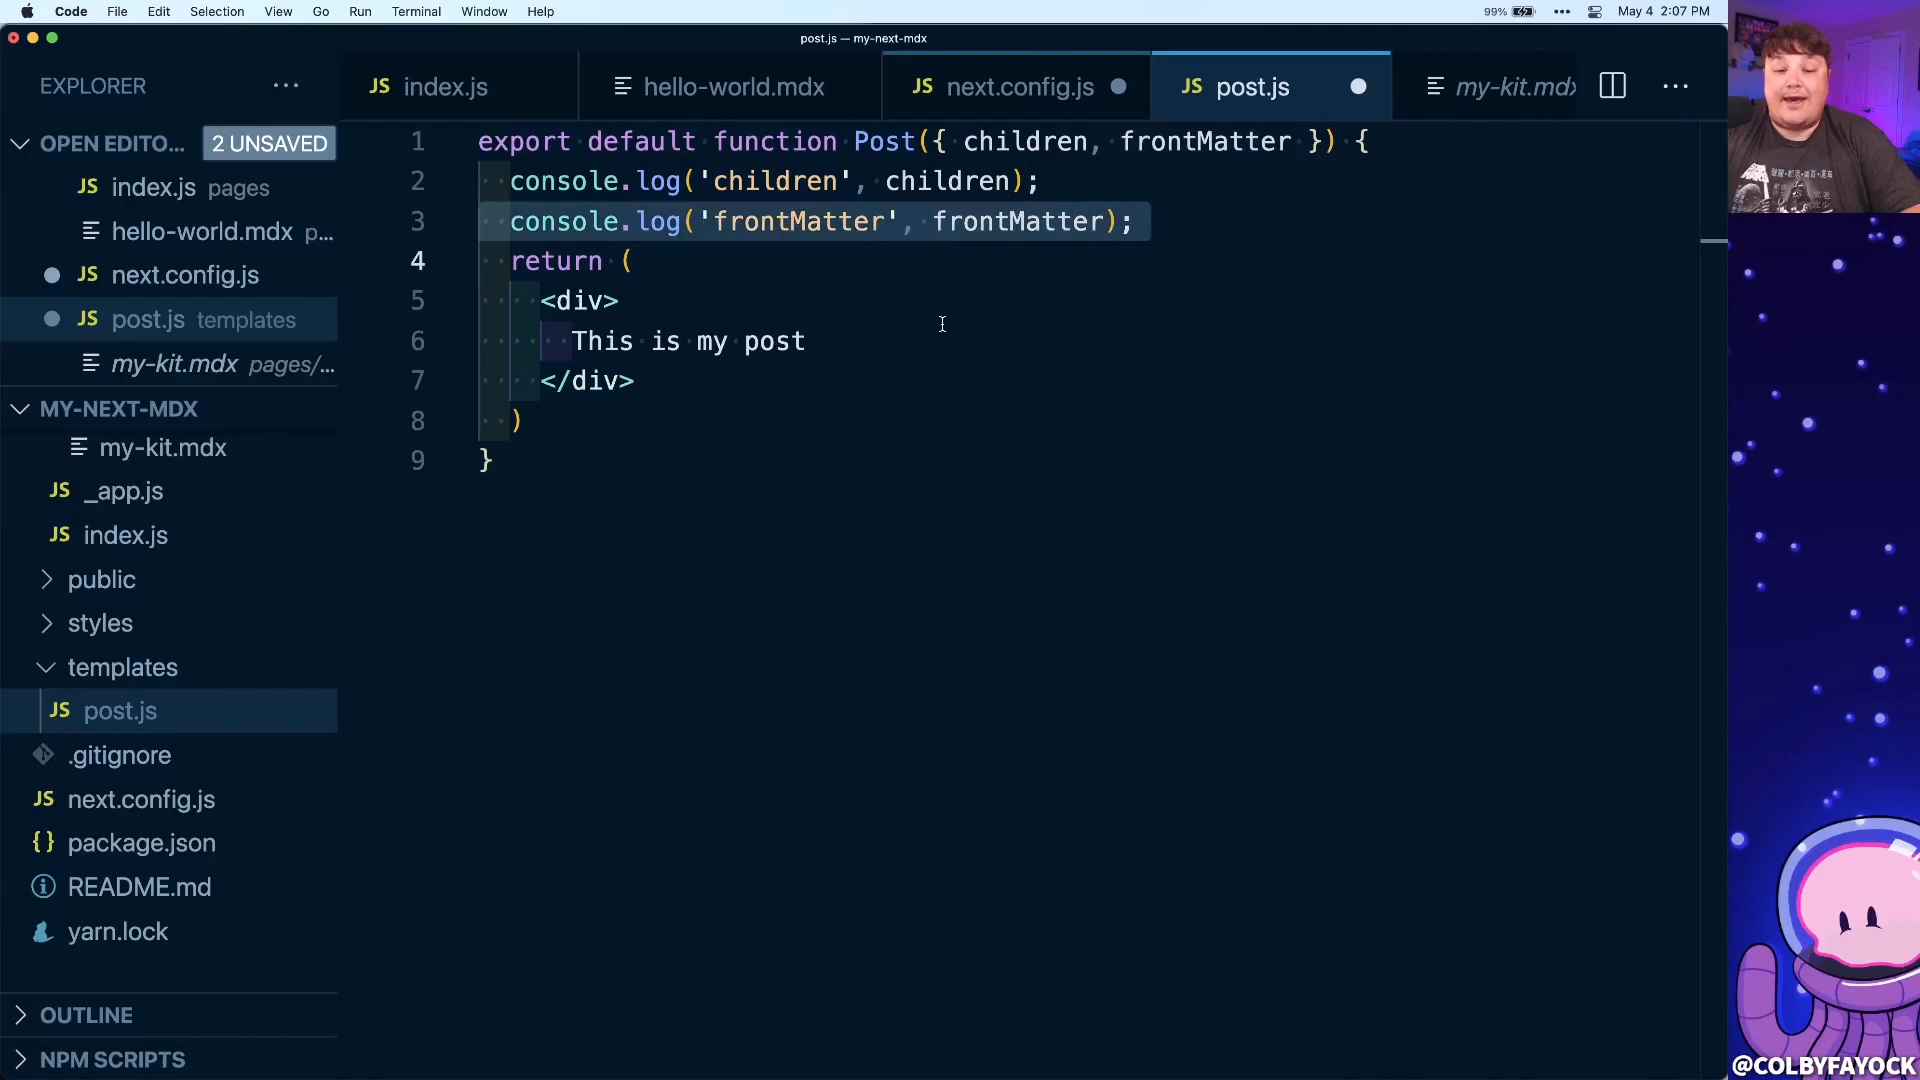 Code File Edit Selection View Go Run Terminal Window Help 99% May 4 2:07 PM
post.js — my-next-mdx
EXPLORER
JS index.js
hello-world.mdx
JS next.config.js
JS post.js
my-kit.mdx
OPEN EDITO... 2 UNSAVED
JS index.js pages
hello-world.mdx p...
JS next.config.js
JS post.js templates
my-kit.mdx pages/...
MY-NEXT-MDX
my-kit.mdx
JS _app.js
JS index.js
public
styles
templates
JS post.js
.gitignore
JS next.config.js
{ } package.json
README.md
yarn.lock
OUTLINE
NPM SCRIPTS
1 export default function Post({ children, frontMatter }) {
2 console.log('children', children);
3 console.log('frontMatter', frontMatter);
4 return (
5 <div>
6 This is my post
7 </div>
8 )
9 }
@COLBYFAYOCK